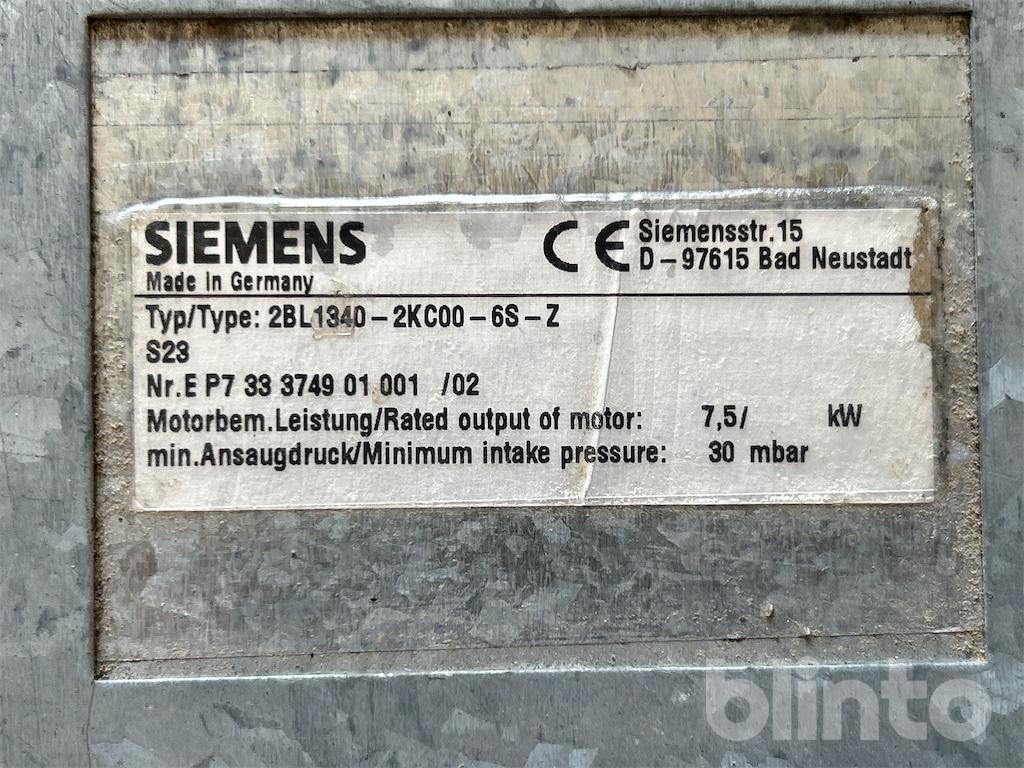 SIEMENS
Made in Germany
CE
Siemensstr.15
D-97615 Bad Neustadt
Typ/Type: 2BL1340-2KC00-6S-Z
S23
Nr.E P7 33 3749 01 001 /02
Motorbem.Leistung/Rated output of motor: 7,5/ kW
min.Ansaugdruck/Minimum intake pressure: 30 mbar
blinto